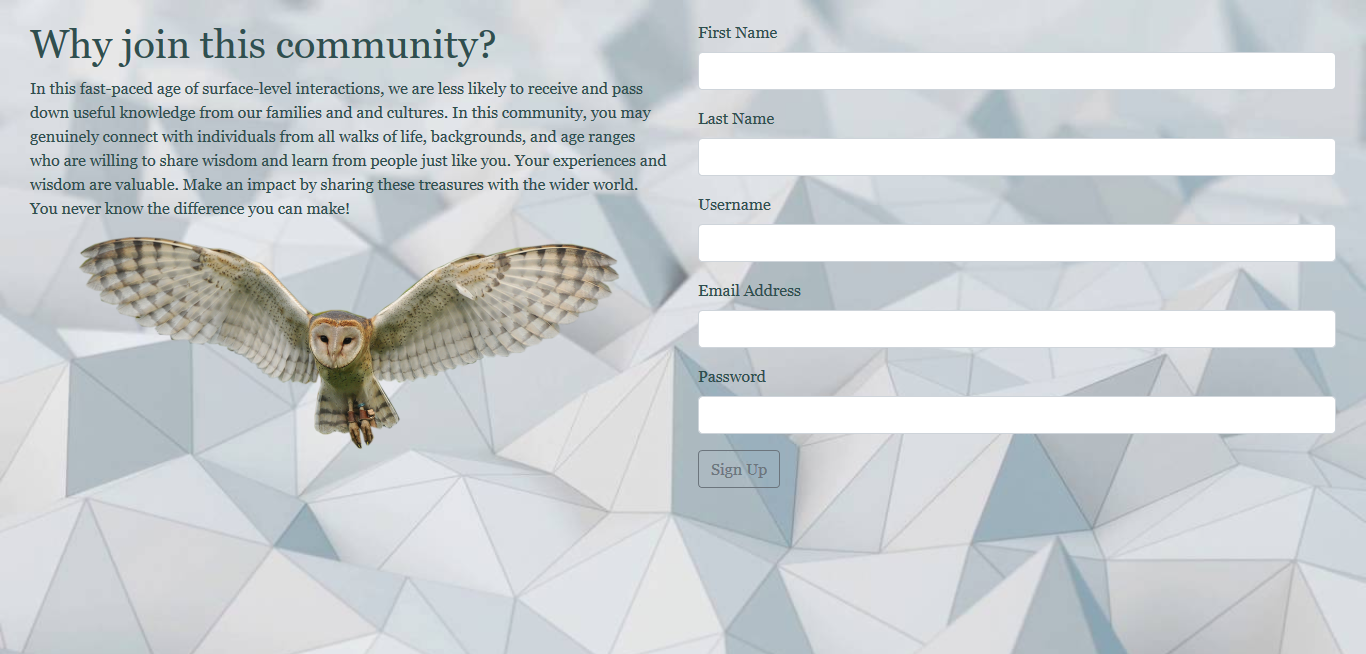 Why join this community?
In this fast-paced age of surface-level interactions, we are less likely to receive and pass
down useful knowledge from our families and and cultures. In this community, you may
genuinely connect with individuals from all walks of life, backgrounds, and age ranges
who are willing to share wisdom and learn from people just like you. Your experiences and
wisdom are valuable. Make an impact by sharing these treasures with the wider world.
You never know the difference you can make!
First Name
Last Name
Username
Email Address
Password
Sign Up